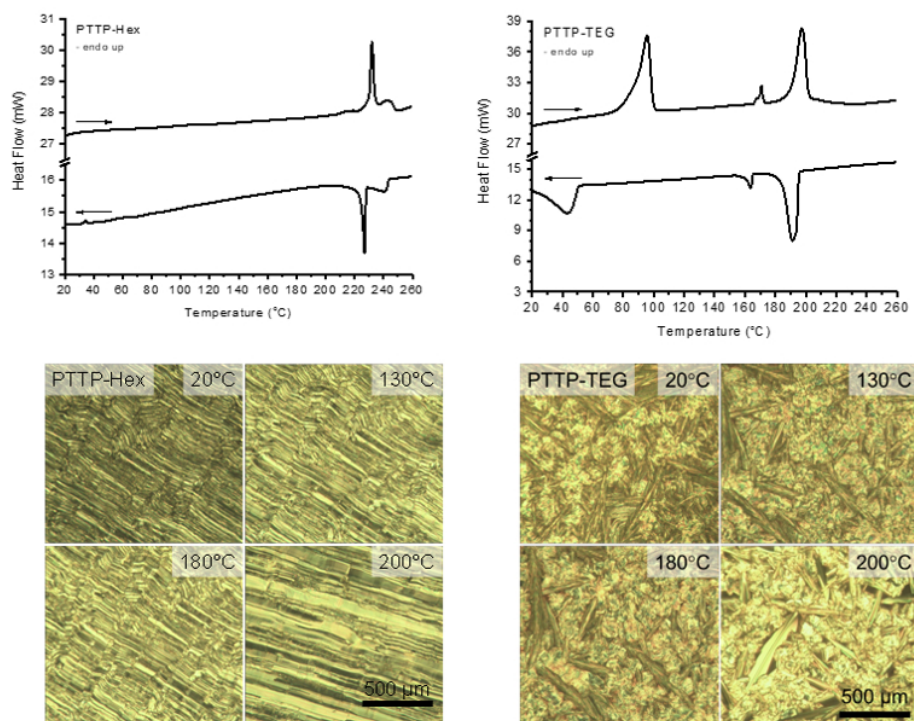 PTTP-Hex
- endo up
Heat Flow (mW)
31
30
29
28
27
16
15
14
13
20 40 60 80 100 120 140 160 180 200 220 240 260
Temperature (°C)
PTTP-TEG
- endo up
Heat Flow (mW)
39
36
33
30
27
15
12
9
6
3
20 40 60 80 100 120 140 160 180 200 220 240 260
Temperature (°C)
PTTP-Hex 20°C
130°C
180°C
200°C
500 µm
PTTP-TEG 20°C
130°C
180°C
200°C
500 µm